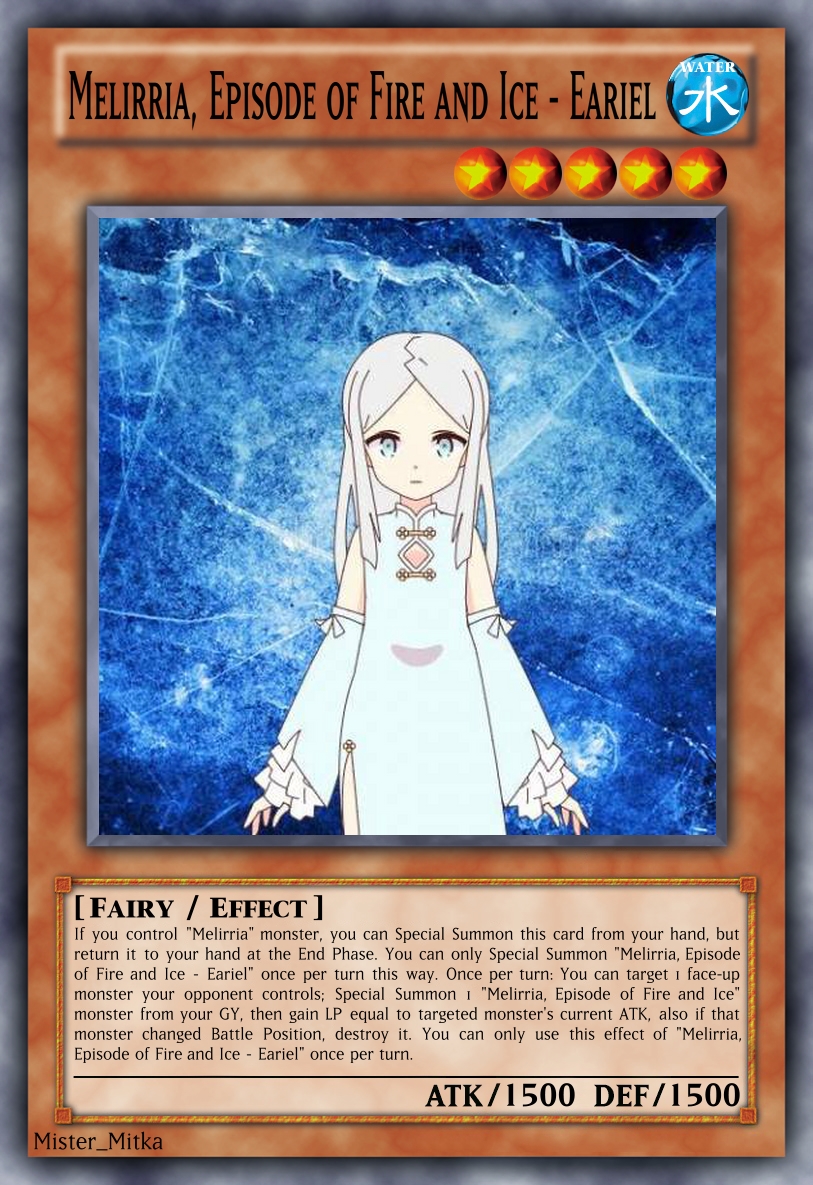 Melirria, Episode of Fire and Ice - Eariel
WATER
水
[ Fairy / Effect ]
If you control "Melirria" monster, you can Special Summon this card from your hand, but
return it to your hand at the End Phase. You can only Special Summon "Melirria, Episode
of Fire and Ice - Eariel" once per turn this way. Once per turn: You can target 1 face-up
monster your opponent controls; Special Summon 1 "Melirria, Episode of Fire and Ice"
monster from your GY, then gain LP equal to targeted monster's current ATK, also if that
monster changed Battle Position, destroy it. You can only use this effect of "Melirria,
Episode of Fire and Ice - Eariel" once per turn.
ATK/1500 DEF/1500
Mister_Mitka